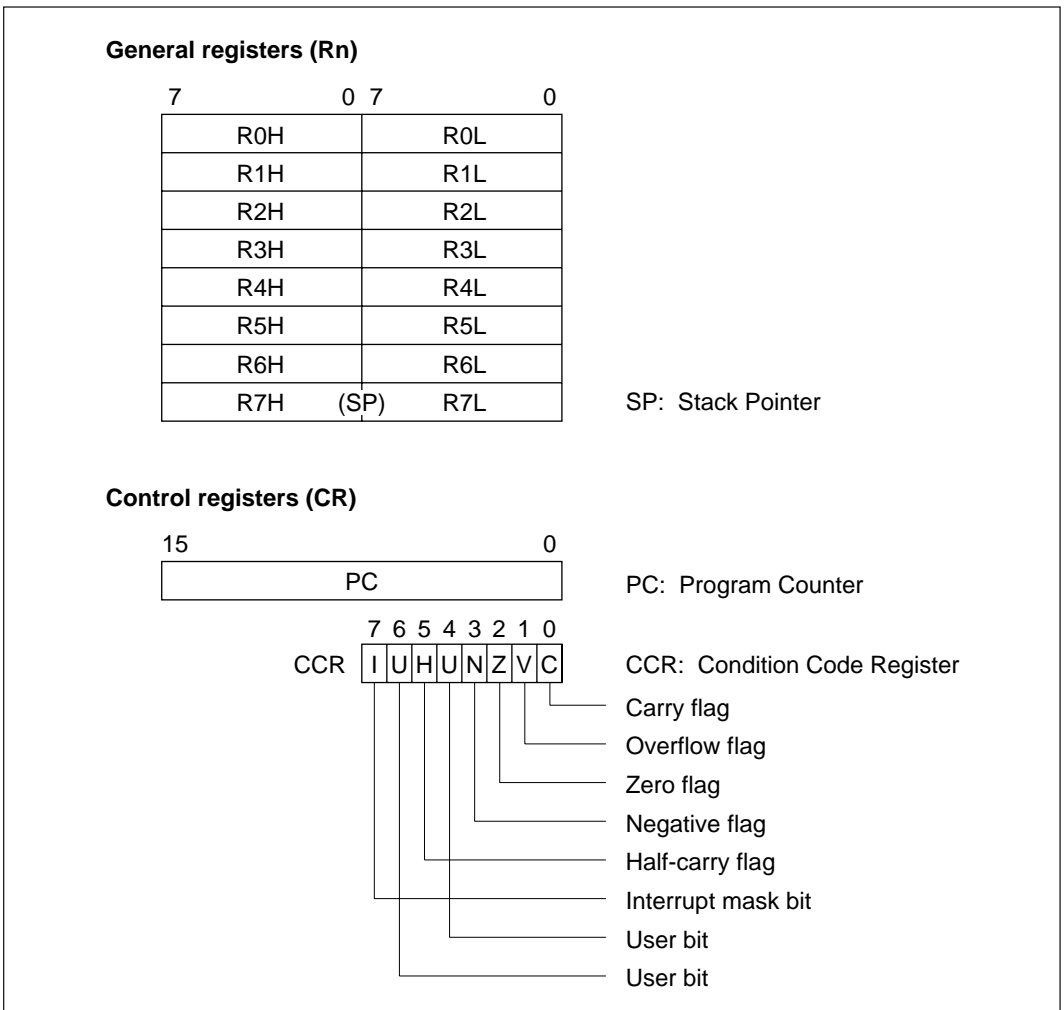 General registers (Rn)
7 0 7 0
R0H R0L
R1H R1L
R2H R2L
R3H R3L
R4H R4L
R5H R5L
R6H R6L
R7H (SP) R7L SP: Stack Pointer
Control registers (CR)
15 0
PC PC: Program Counter
7 6 5 4 3 2 1 0
CCR I U H U N Z V C CCR: Condition Code Register
Carry flag
Overflow flag
Zero flag
Negative flag
Half-carry flag
Interrupt mask bit
User bit
User bit